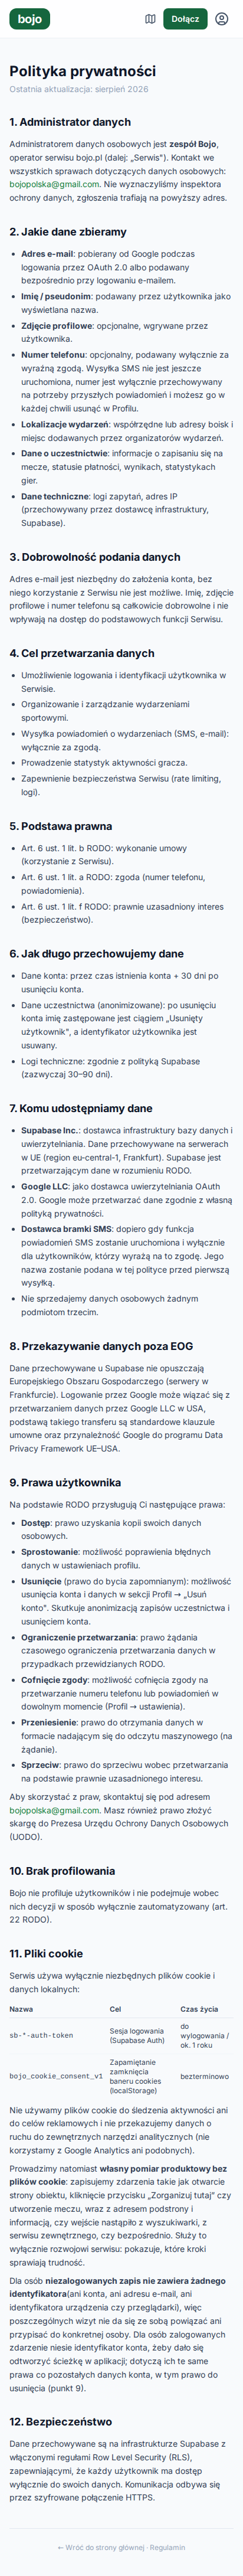 bojo
Dołącz
Polityka prywatności
Ostatnia aktualizacja: sierpień 2026
1. Administrator danych
Administratorem danych osobowych jest zespół Bojo,
operator serwisu bojo.pl (dalej: „Serwis"). Kontakt we
wszystkich sprawach dotyczących danych osobowych:
bojopolska@gmail.com. Nie wyznaczyliśmy inspektora
ochrony danych, zgłoszenia trafiają na powyższy adres.
2. Jakie dane zbieramy
• Adres e-mail: pobierany od Google podczas
logowania przez OAuth 2.0 albo podawany
bezpośrednio przy logowaniu e-mailem.
• Imię / pseudonim: podawany przez użytkownika jako
wyświetlana nazwa.
• Zdjęcie profilowe: opcjonalne, wgrywane przez
użytkownika.
• Numer telefonu: opcjonalny, podawany wyłącznie za
wyraźną zgodą. Wysyłka SMS nie jest jeszcze
uruchomiona, numer jest wyłącznie przechowywany
na potrzeby przyszłych powiadomień i możesz go w
każdej chwili usunąć w Profilu.
• Lokalizacje wydarzeń: współrzędne lub adresy boisk i
miejsc dodawanych przez organizatorów wydarzeń.
• Dane o uczestnictwie: informacje o zapisaniu się na
mecze, statusie płatności, wynikach, statystykach
gier.
• Dane techniczne: logi zapytań, adres IP
(przechowywany przez dostawcę infrastruktury,
Supabase).
3. Dobrowolność podania danych
Adres e-mail jest niezbędny do założenia konta, bez
niego korzystanie z Serwisu nie jest możliwe. Imię, zdjęcie
profilowe i numer telefonu są całkowicie dobrowolne i nie
wpływają na dostęp do podstawowych funkcji Serwisu.
4. Cel przetwarzania danych
• Umożliwienie logowania i identyfikacji użytkownika w
Serwisie.
• Organizowanie i zarządzanie wydarzeniami
sportowymi.
• Wysyłka powiadomień o wydarzeniach (SMS, e-mail):
wyłącznie za zgodą.
• Prowadzenie statystyk aktywności gracza.
• Zapewnienie bezpieczeństwa Serwisu (rate limiting,
logi).
5. Podstawa prawna
• Art. 6 ust. 1 lit. b RODO: wykonanie umowy
(korzystanie z Serwisu).
• Art. 6 ust. 1 lit. a RODO: zgoda (numer telefonu,
powiadomienia).
• Art. 6 ust. 1 lit. f RODO: prawnie uzasadniony interes
(bezpieczeństwo).
6. Jak długo przechowujemy dane
• Dane konta: przez czas istnienia konta + 30 dni po
usunięciu konta.
• Dane uczestnictwa (anonimizowane): po usunięciu
konta imię zastępowane jest ciągiem „Usunięty
użytkownik", a identyfikator użytkownika jest
usuwany.
• Logi techniczne: zgodnie z polityką Supabase
(zazwyczaj 30–90 dni).
7. Komu udostępniamy dane
• Supabase Inc.: dostawca infrastruktury bazy danych i
uwierzytelniania. Dane przechowywane na serwerach
w UE (region eu-central-1, Frankfurt). Supabase jest
przetwarzającym dane w rozumieniu RODO.
• Google LLC: jako dostawca uwierzytelniania OAuth
2.0. Google może przetwarzać dane zgodnie z własną
polityką prywatności.
• Dostawca bramki SMS: dopiero gdy funkcja
powiadomień SMS zostanie uruchomiona i wyłącznie
dla użytkowników, którzy wyrażą na to zgodę. Jego
nazwa zostanie podana w tej polityce przed pierwszą
wysyłką.
• Nie sprzedajemy danych osobowych żadnym
podmiotom trzecim.
8. Przekazywanie danych poza EOG
Dane przechowywane u Supabase nie opuszczają
Europejskiego Obszaru Gospodarczego (serwery w
Frankfurcie). Logowanie przez Google może wiązać się z
przetwarzaniem danych przez Google LLC w USA,
podstawą takiego transferu są standardowe klauzule
umowne oraz przynależność Google do programu Data
Privacy Framework UE–USA.
9. Prawa użytkownika
Na podstawie RODO przysługują Ci następujące prawa:
• Dostęp: prawo uzyskania kopii swoich danych
osobowych.
• Sprostowanie: możliwość poprawienia błędnych
danych w ustawieniach profilu.
• Usunięcie (prawo do bycia zapomnianym): możliwość
usunięcia konta i danych w sekcji Profil → „Usuń
konto". Skutkuje anonimizacją zapisów uczestnictwa i
usunięciem konta.
• Ograniczenie przetwarzania: prawo żądania
czasowego ograniczenia przetwarzania danych w
przypadkach przewidzianych RODO.
• Cofnięcie zgody: możliwość cofnięcia zgody na
przetwarzanie numeru telefonu lub powiadomień w
dowolnym momencie (Profil → ustawienia).
• Przeniesienie: prawo do otrzymania danych w
formacie nadającym się do odczytu maszynowego (na
żądanie).
• Sprzeciw: prawo do sprzeciwu wobec przetwarzania
na podstawie prawnie uzasadnionego interesu.
Aby skorzystać z praw, skontaktuj się pod adresem
bojopolska@gmail.com. Masz również prawo złożyć
skargę do Prezesa Urzędu Ochrony Danych Osobowych
(UODO).
10. Brak profilowania
Bojo nie profiluje użytkowników i nie podejmuje wobec
nich decyzji w sposób wyłącznie zautomatyzowany (art.
22 RODO).
11. Pliki cookie
Serwis używa wyłącznie niezbędnych plików cookie i
danych lokalnych:
Nazwa Cel Czas życia
sb-*-auth-token Sesja logowania (Supabase Auth) do wylogowania / ok. 1 roku
bojo_cookie_consent_v1 Zapamiętanie zamknięcia baneru cookies (localStorage) bezterminowo
Nie używamy plików cookie do śledzenia aktywności ani
do celów reklamowych i nie przekazujemy danych o
ruchu do zewnętrznych narzędzi analitycznych (nie
korzystamy z Google Analytics ani podobnych).
Prowadzimy natomiast własny pomiar produktowy bez
plików cookie: zapisujemy zdarzenia takie jak otwarcie
strony obiektu, kliknięcie przycisku „Zorganizuj tutaj" czy
utworzenie meczu, wraz z adresem podstrony i
informacją, czy wejście nastąpiło z wyszukiwarki, z
serwisu zewnętrznego, czy bezpośrednio. Służy to
wyłącznie rozwojowi serwisu: pokazuje, które kroki
sprawiają trudność.
Dla osób niezalogowanych zapis nie zawiera żadnego
identyfikatora(ani konta, ani adresu e-mail, ani
identyfikatora urządzenia czy przeglądarki), więc
poszczególnych wizyt nie da się ze sobą powiązać ani
przypisać do konkretnej osoby. Dla osób zalogowanych
zdarzenie niesie identyfikator konta, żeby dało się
odtworzyć ścieżkę w aplikacji; dotyczą ich te same
prawa co pozostałych danych konta, w tym prawo do
usunięcia (punkt 9).
12. Bezpieczeństwo
Dane przechowywane są na infrastrukturze Supabase z
włączonymi regułami Row Level Security (RLS),
zapewniającymi, że każdy użytkownik ma dostęp
wyłącznie do swoich danych. Komunikacja odbywa się
przez szyfrowane połączenie HTTPS.
← Wróć do strony głównej · Regulamin